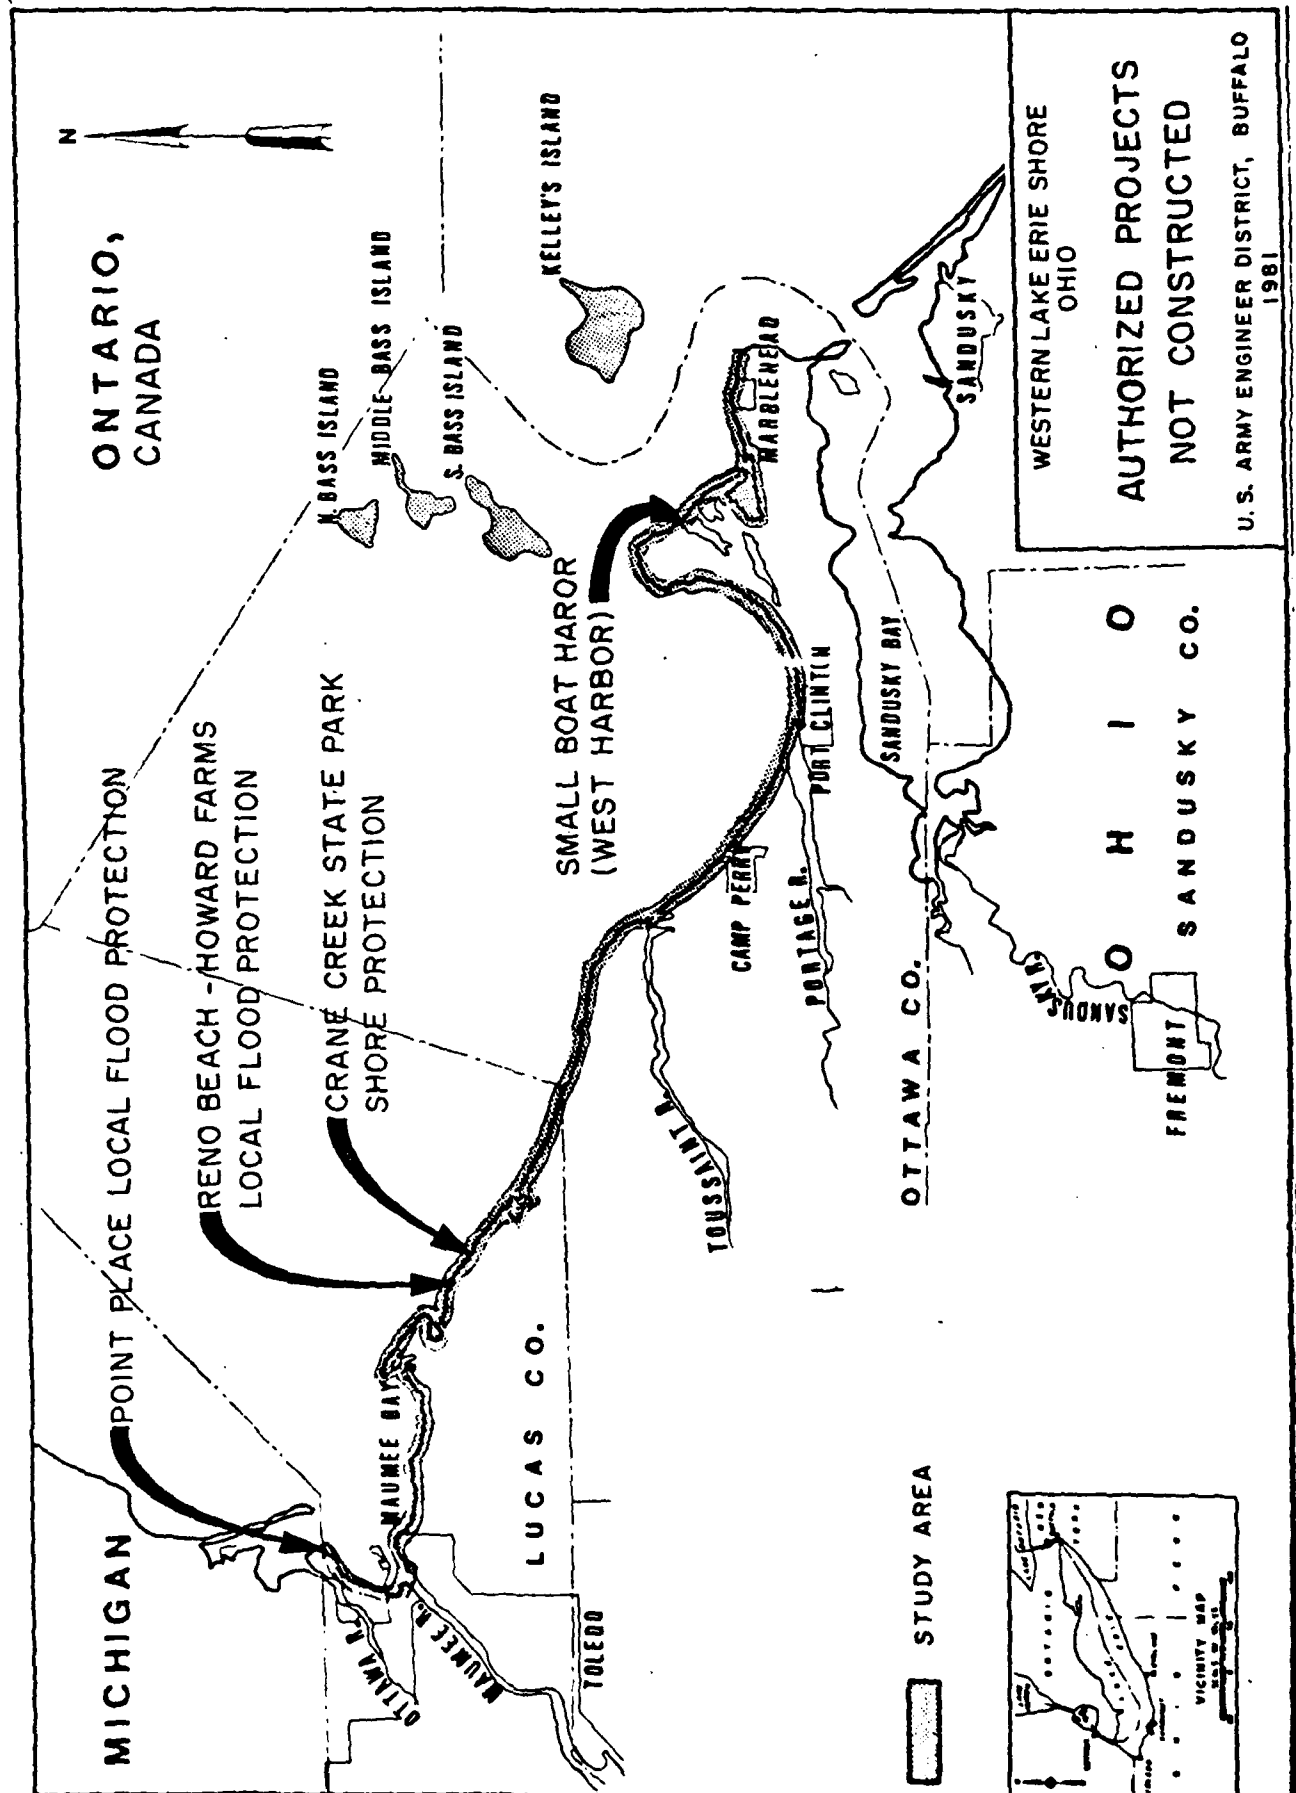 MICHIGAN
ONTARIO,
CANADA
N
POINT PLACE LOCAL FLOOD PROTECTION
RENO BEACH - HOWARD FARMS
LOCAL FLOOD PROTECTION
CRANE CREEK STATE PARK
SHORE PROTECTION
SMALL BOAT HAROR
(WEST HARBOR)
N. BASS ISLAND
MIDDLE BASS ISLAND
S. BASS ISLAND
KELLEY'S ISLAND
OTTAWA R.
MAUMEE R.
MAUMEE BAY
LUCAS CO.
TOLEDO
TOUSSAINT R.
CAMP PERRY
PORTAGE R.
PORT CLINTON
MARBLEHEAD
SANDUSKY BAY
SANDUSKY
OTTAWA CO.
SANDUSKY R.
FREMONT
OHIO
SANDUSKY CO.
STUDY AREA
ONTARIO
VICINITY MAP
WESTERN LAKE ERIE SHORE
OHIO
AUTHORIZED PROJECTS
NOT CONSTRUCTED
U.S. ARMY ENGINEER DISTRICT, BUFFALO
1981